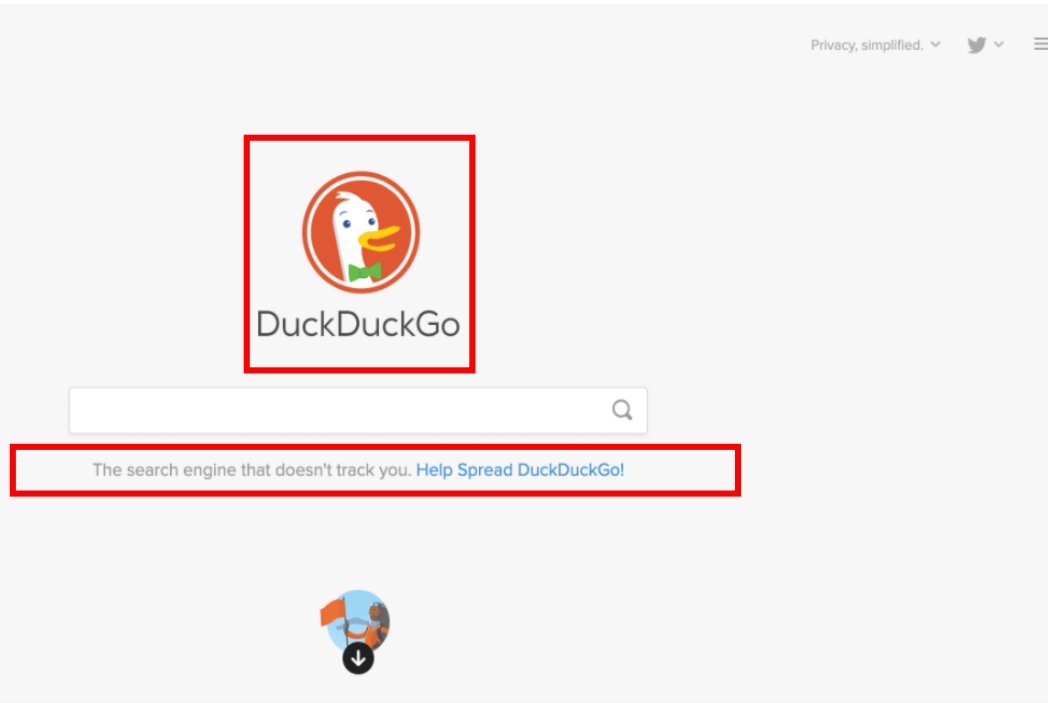 Privacy, simplified.
DuckDuckGo
The search engine that doesn't track you. Help Spread DuckDuckGo!